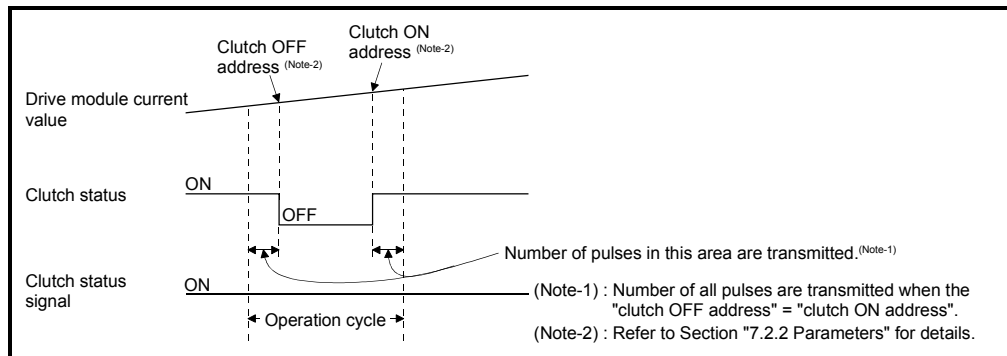 Clutch OFF
address (Note-2)
Clutch ON
address (Note-2)
Drive module current
value
Clutch status
ON
OFF
Number of pulses in this area are transmitted.(Note-1)
Clutch status
signal
ON
Operation cycle
(Note-1) : Number of all pulses are transmitted when the
"clutch OFF address" = "clutch ON address".
(Note-2) : Refer to Section "7.2.2 Parameters" for details.